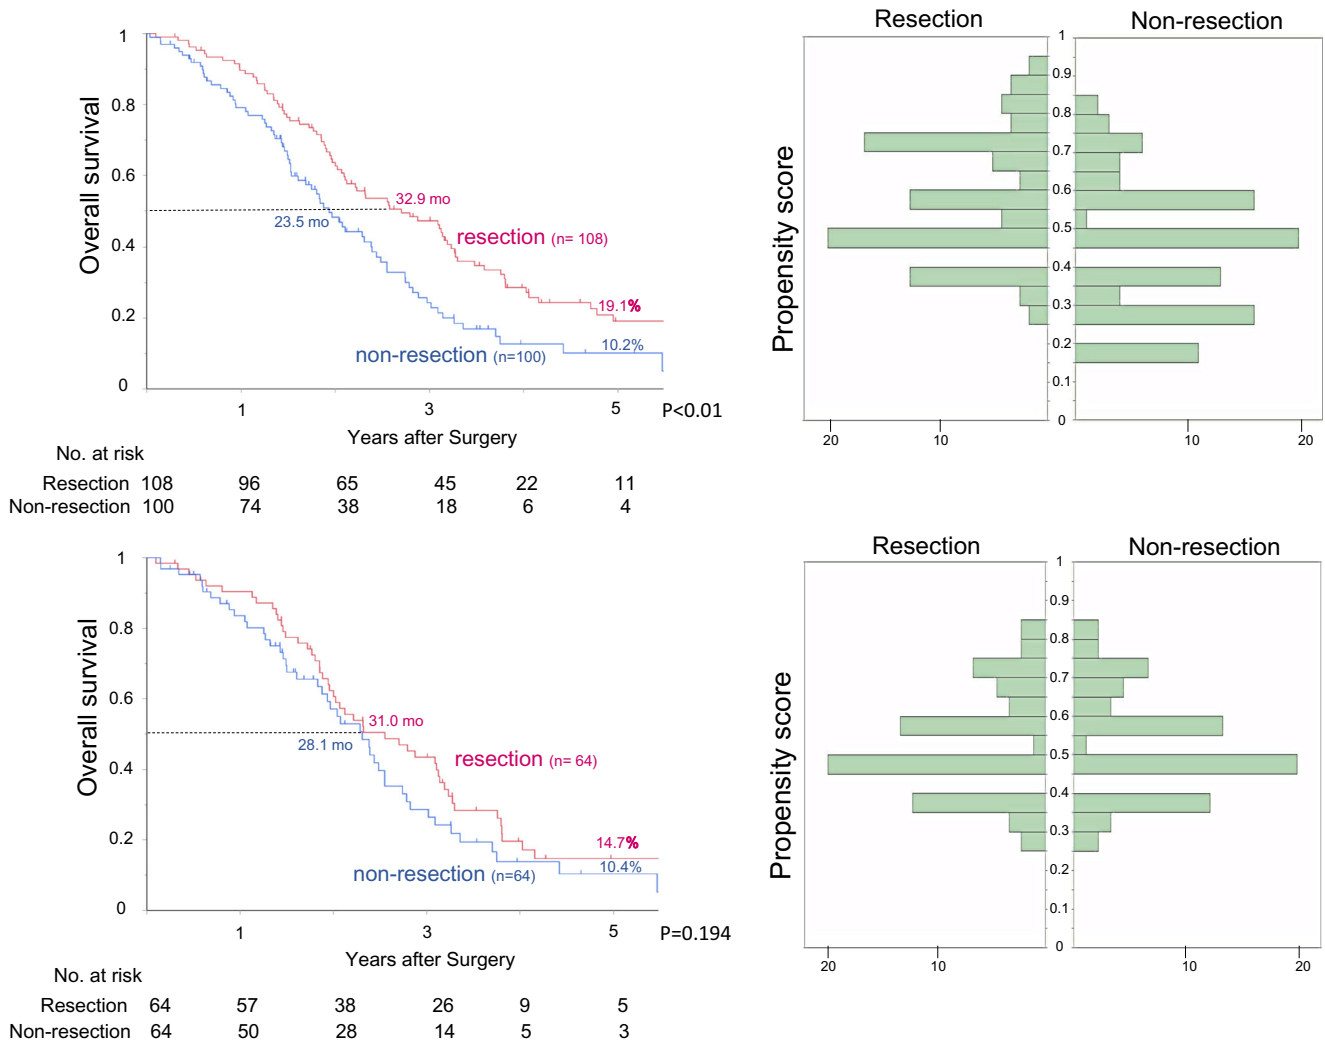 Resection Non-resection
Overall survival
1
0.8
0.6
0.4
0.2
0
32.9 mo
23.5 mo
resection (n= 108)
19.1%
10.2%
non-resection (n=100)
1 3 5 P<0.01
Years after Surgery
No. at risk
Resection 108 96 65 45 22 11
Non-resection 100 74 38 18 6 4
Propensity score
1
0.9
0.8
0.7
0.6
0.5
0.4
0.3
0.2
0.1
0
20 10 10 20
Resection Non-resection
Overall survival
1
0.8
0.6
0.4
0.2
0
31.0 mo
28.1 mo
resection (n= 64)
14.7%
10.4%
non-resection (n=64)
1 3 5 P=0.194
Years after Surgery
No. at risk
Resection 64 57 38 26 9 5
Non-resection 64 50 28 14 5 3
Propensity score
1
0.9
0.8
0.7
0.6
0.5
0.4
0.3
0.2
0.1
0
20 10 10 20